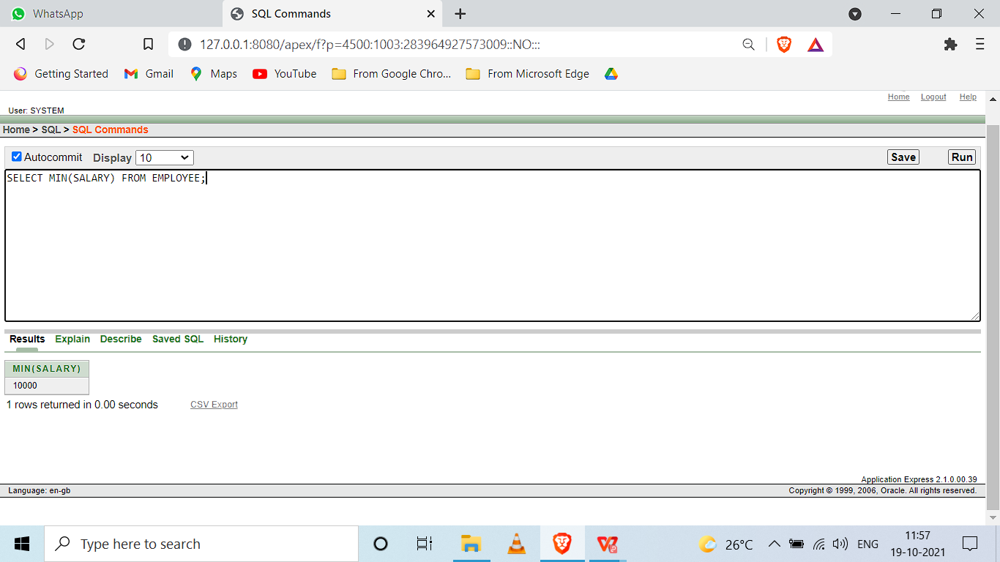 WhatsApp
SQL Commands
127.0.0.1:8080/apex/f?p=4500:1003:283964927573009::NO:::
Getting Started
Gmail
Maps
YouTube
From Google Chro...
From Microsoft Edge
Home Logout Help
User: SYSTEM
Home > SQL > SQL Commands
Autocommit Display 10 Save Run
SELECT MIN(SALARY) FROM EMPLOYEE;
Results Explain Describe Saved SQL History
MIN(SALARY)
10000
1 rows returned in 0.00 seconds CSV Export
Application Express 2.1.0.00.39
Language: en-gb Copyright © 1999, 2006, Oracle. All rights reserved.
Type here to search
26°C
ENG
11:57
19-10-2021